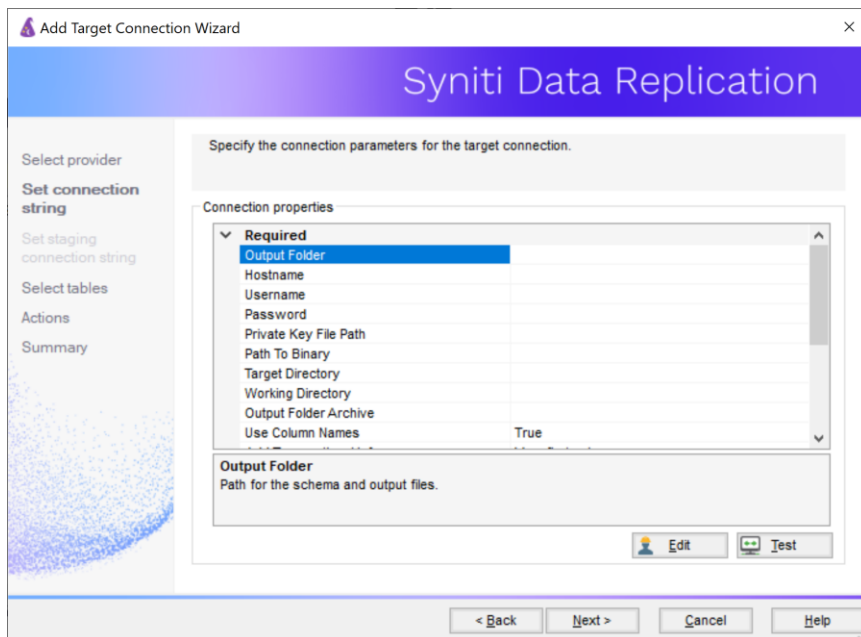 Add Target Connection Wizard
Syniti Data Replication
Select provider
Set connection
string
Set staging
connection string
Select tables
Actions
Summary
Specify the connection parameters for the target connection.
Connection properties
Required
Output Folder
Hostname
Username
Password
Private Key File Path
Path To Binary
Target Directory
Working Directory
Output Folder Archive
Use Column Names True
Output Folder
Path for the schema and output files.
Edit
Test
< Back
Next >
Cancel
Help